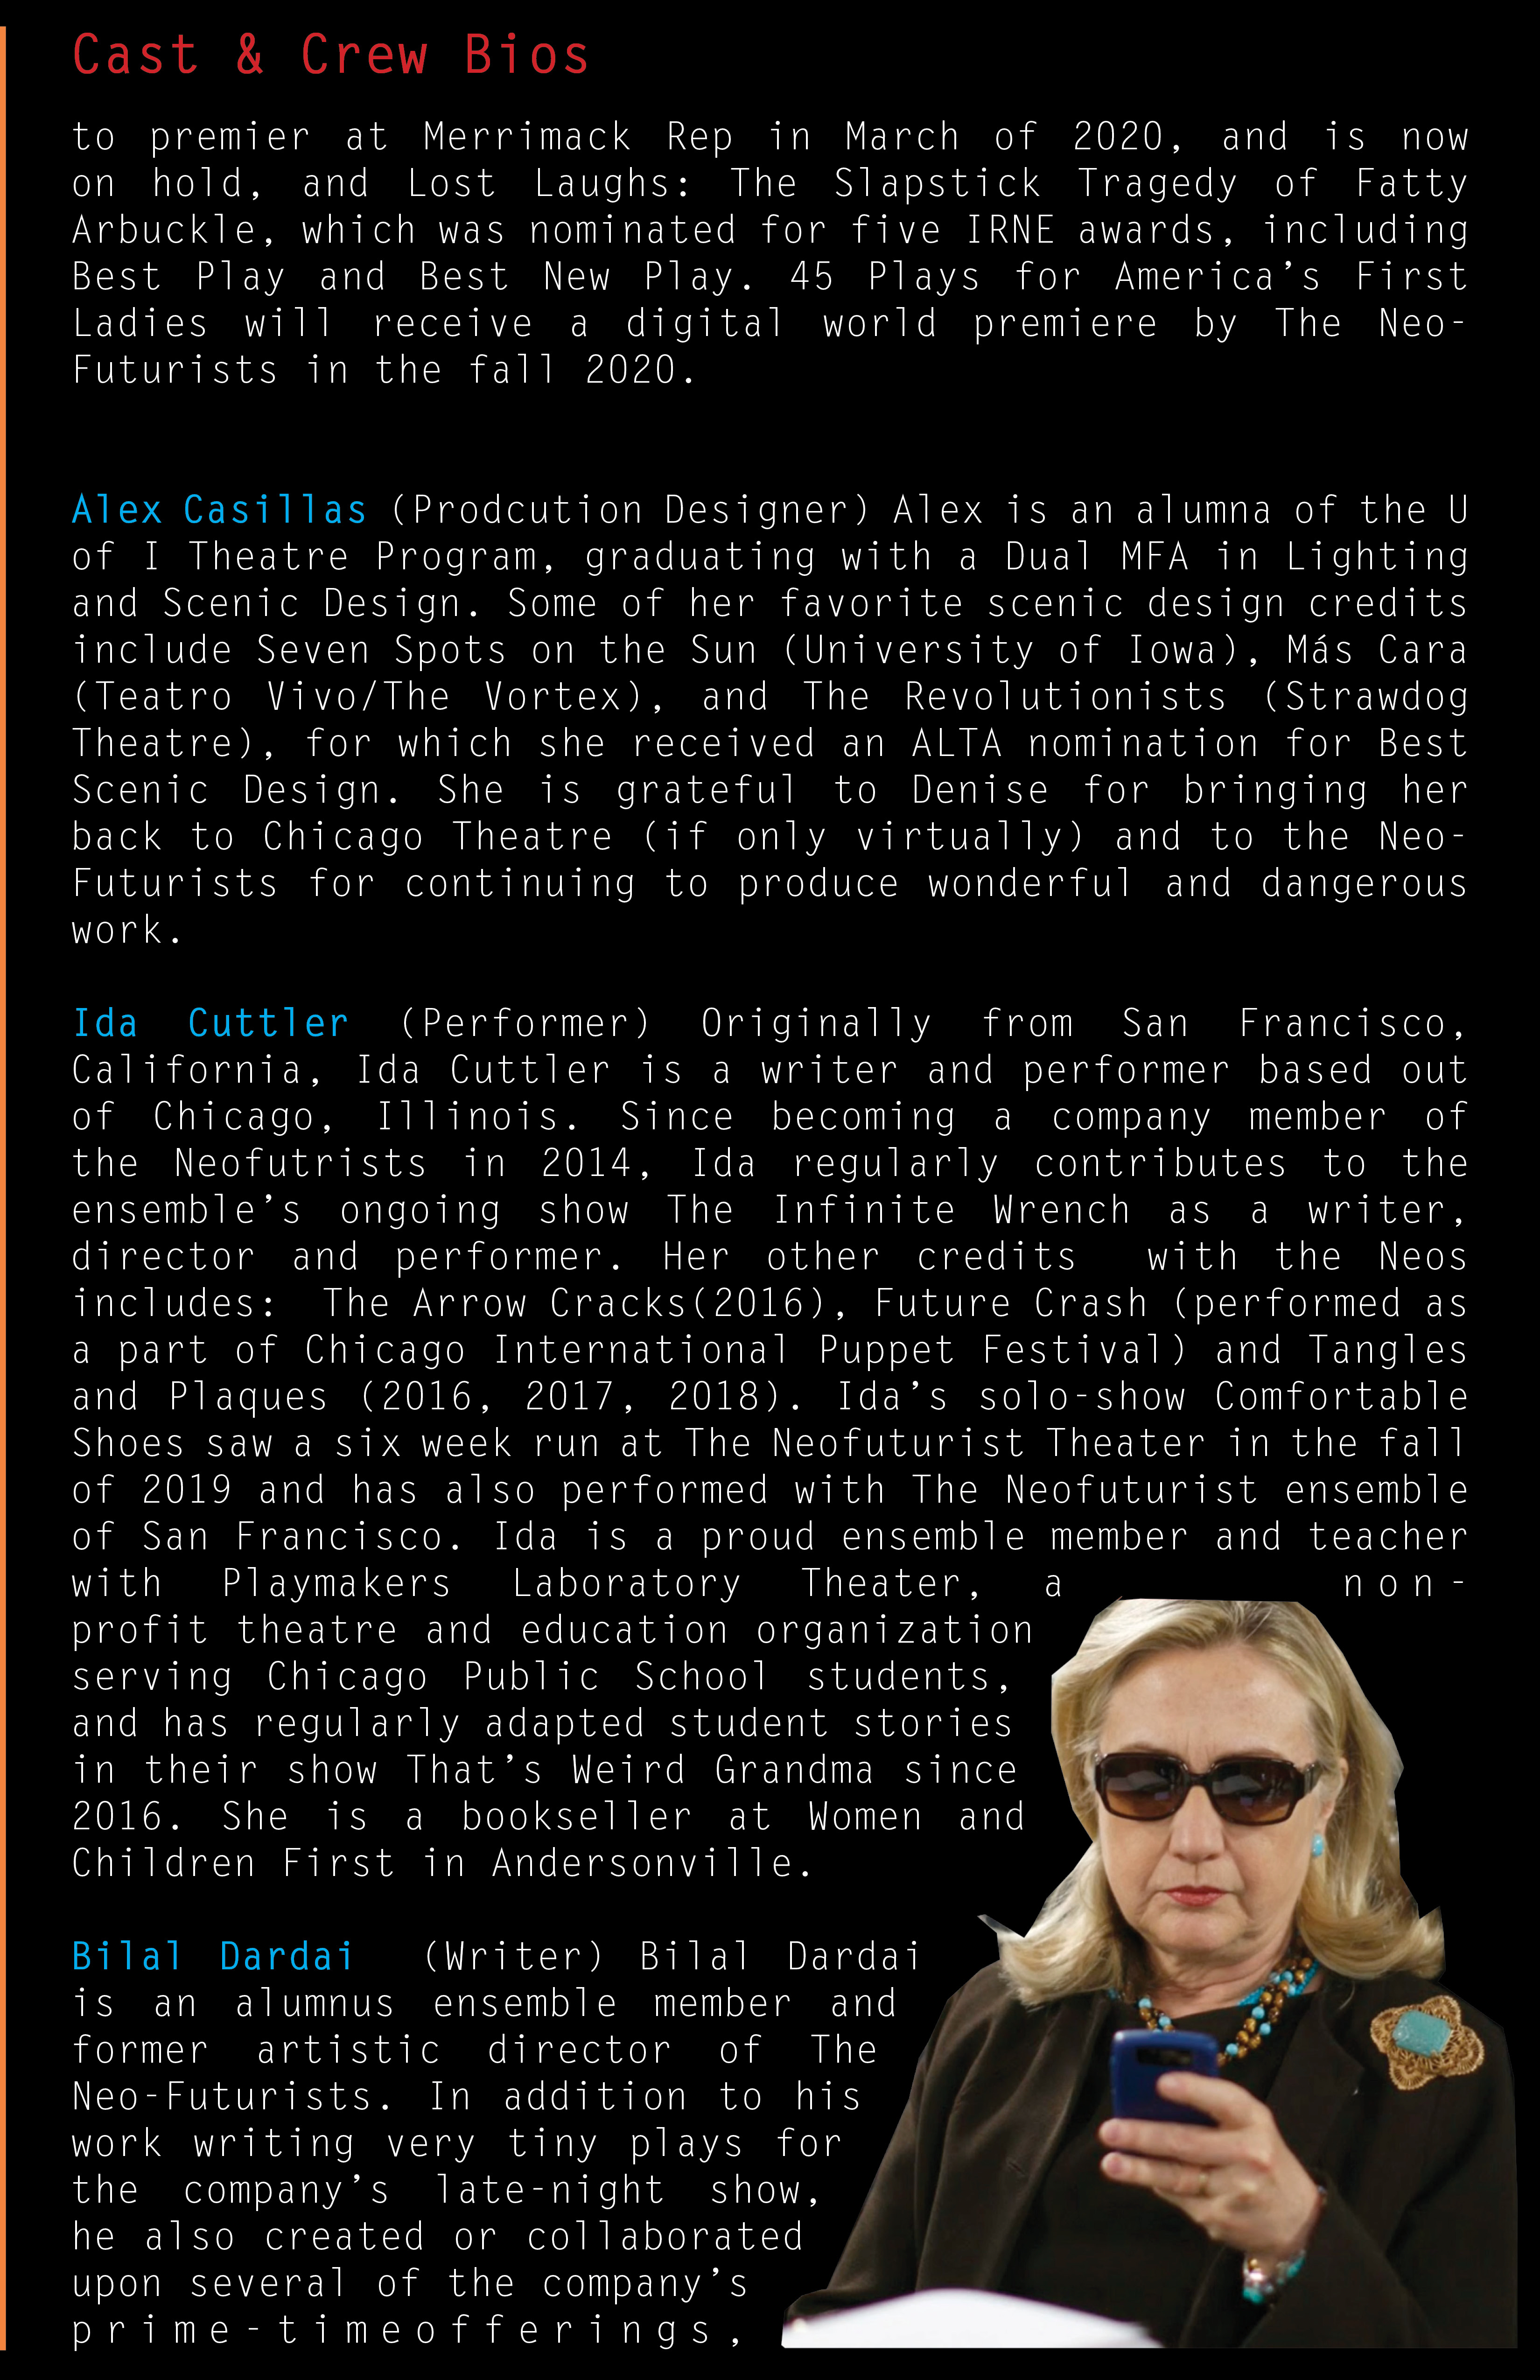 Cast & Crew Bios
to premier at Merrimack Rep in March of 2020, and is now
on hold, and Lost Laughs: The Slapstick Tragedy of Fatty
Arbuckle, which was nominated for five IRNE awards, including
Best Play and Best New Play. 45 Plays for America’s First
Ladies will receive a digital world premiere by The Neo-
Futurists in the fall 2020.
Alex Casillas (Prodcution Designer) Alex is an alumna of the U
of I Theatre Program, graduating with a Dual MFA in Lighting
and Scenic Design. Some of her favorite scenic design credits
include Seven Spots on the Sun (University of Iowa), Más Cara
(Teatro Vivo/The Vortex), and The Revolutionists (Strawdog
Theatre), for which she received an ALTA nomination for Best
Scenic Design. She is grateful to Denise for bringing her
back to Chicago Theatre (if only virtually) and to the Neo-
Futurists for continuing to produce wonderful and dangerous
work.
Ida Cuttler (Performer) Originally from San Francisco,
California, Ida Cuttler is a writer and performer based out
of Chicago, Illinois. Since becoming a company member of
the Neofutrists in 2014, Ida regularly contributes to the
ensemble’s ongoing show The Infinite Wrench as a writer,
director and performer. Her other credits with the Neos
includes: The Arrow Cracks(2016), Future Crash (performed as
a part of Chicago International Puppet Festival) and Tangles
and Plaques (2016, 2017, 2018). Ida’s solo-show Comfortable
Shoes saw a six week run at The Neofuturist Theater in the fall
of 2019 and has also performed with The Neofuturist ensemble
of San Francisco. Ida is a proud ensemble member and teacher
with Playmakers Laboratory Theater, a non-
profit theatre and education organization
serving Chicago Public School students,
and has regularly adapted student stories
in their show That’s Weird Grandma since
2016. She is a bookseller at Women and
Children First in Andersonville.
Bilal Dardai (Writer) Bilal Dardai
is an alumnus ensemble member and
former artistic director of The
Neo-Futurists. In addition to his
work writing very tiny plays for
the company’s late-night show,
he also created or collaborated
upon several of the company’s
prime-timeofferings,